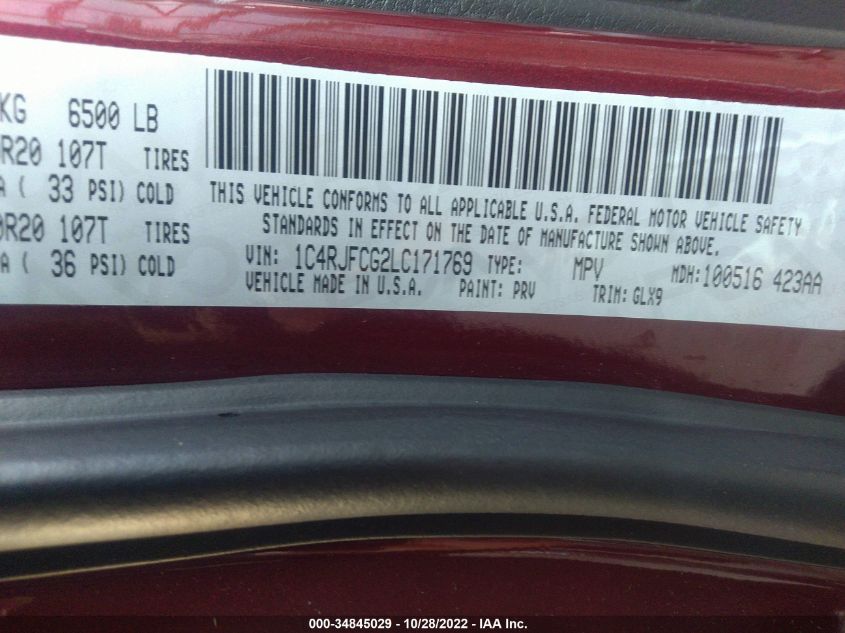 KG 6500 LB
R20 107T TIRES
A ( 33 PSI) COLD
0R20 107T TIRES
A ( 36 PSI) COLD
THIS VEHICLE CONFORMS TO ALL APPLICABLE U.S.A. FEDERAL MOTOR VEHICLE SAFETY
STANDARDS IN EFFECT ON THE DATE OF MANUFACTURE SHOWN ABOVE.
VIN: 1C4RJFCG2LC171769 TYPE: MPV MDH: 100516 423AA
VEHICLE MADE IN U.S.A. PAINT: PRV TRIM: GLX9
000-34845029 - 10/28/2022 - IAA Inc.